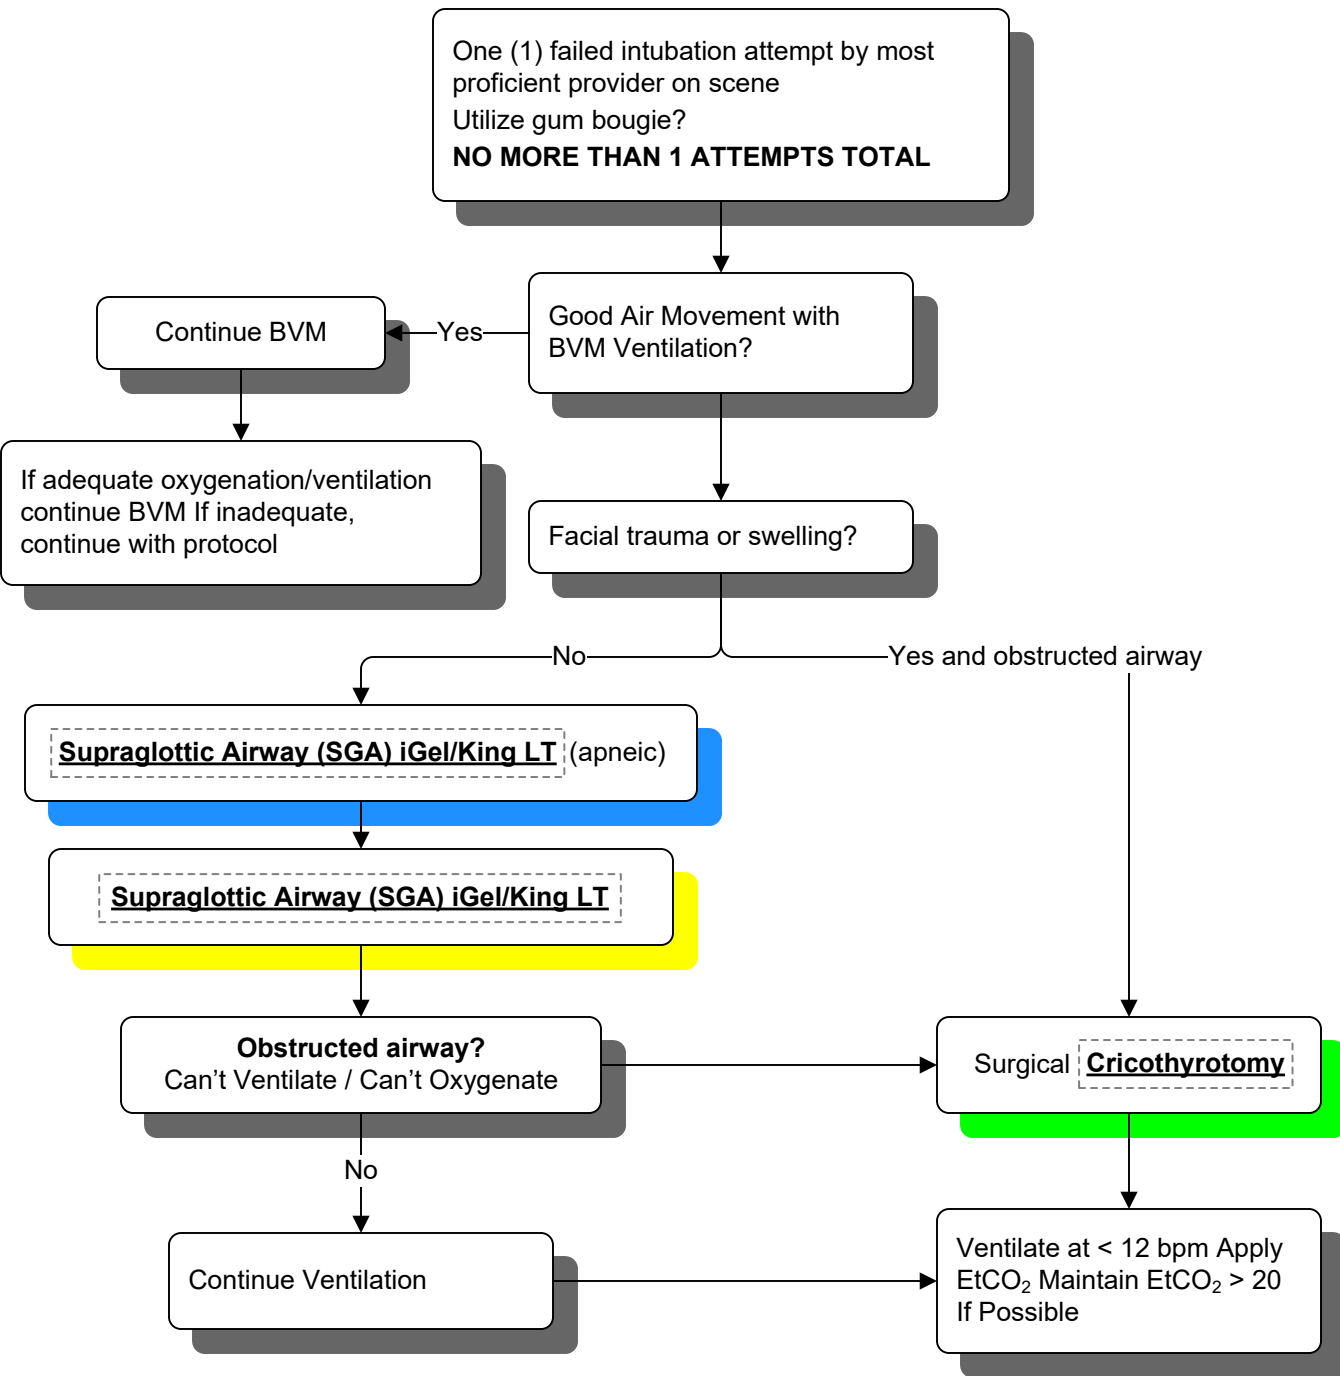 One (1) failed intubation attempt by most
proficient provider on scene
Utilize gum bougie?
NO MORE THAN 1 ATTEMPTS TOTAL
Good Air Movement with
BVM Ventilation?
Yes
Continue BVM
If adequate oxygenation/ventilation
continue BVM If inadequate,
continue with protocol
Facial trauma or swelling?
No
Yes and obstructed airway
Supraglottic Airway (SGA) iGel/King LT (apneic)
Supraglottic Airway (SGA) iGel/King LT
Obstructed airway?
Can't Ventilate / Can't Oxygenate
Surgical Cricothyrotomy
No
Continue Ventilation
Ventilate at < 12 bpm Apply
EtCO₂ Maintain EtCO₂ > 20
If Possible